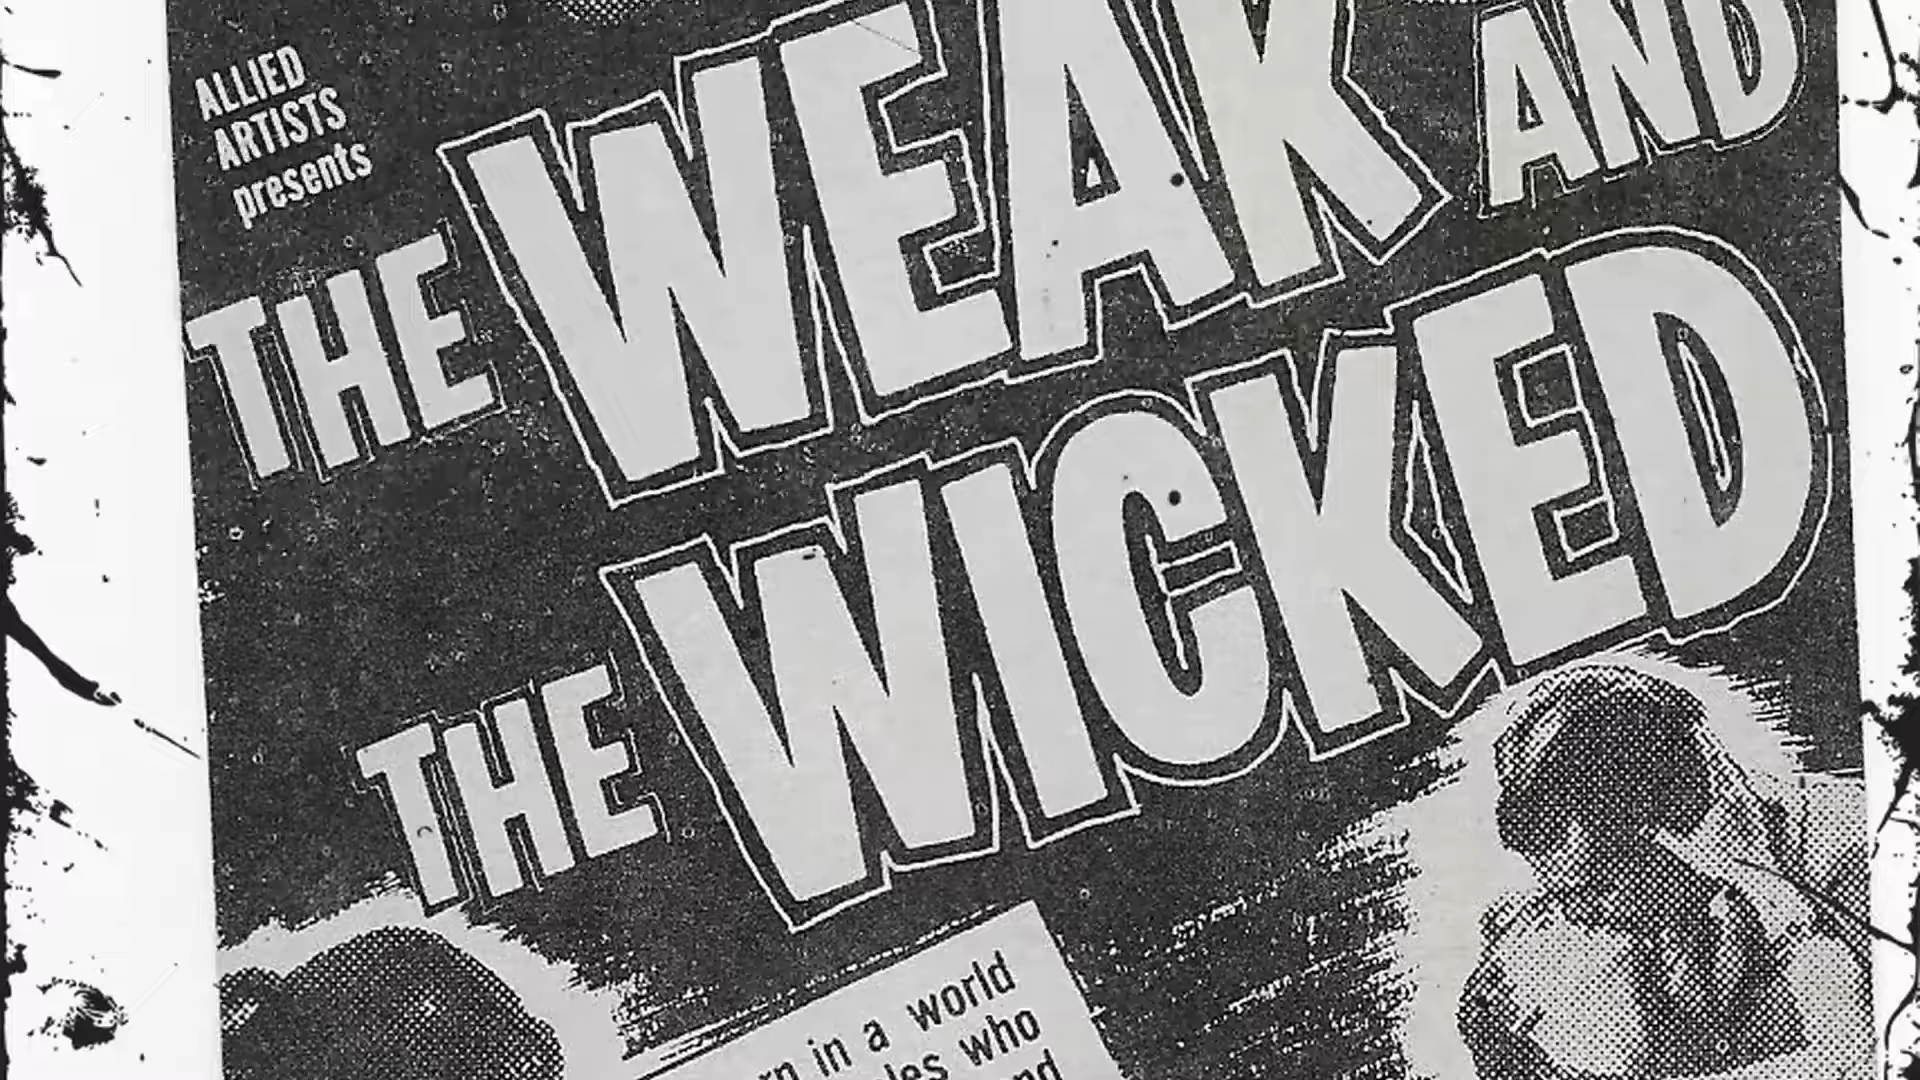 ALLIED
ARTISTS
presents
THE WEAK AND
THE WICKED
in a world
who